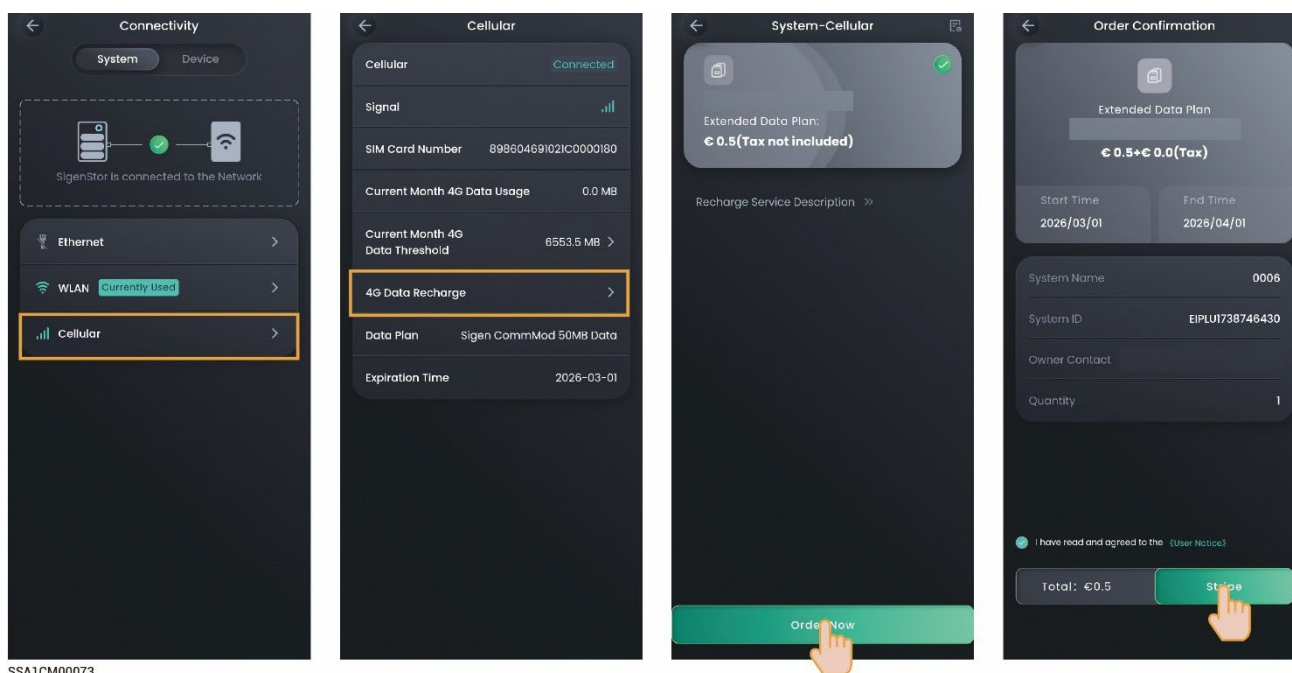 Connectivity
System Device
SigenStor is connected to the Network
Ethernet
WLAN Currently Used
Cellular
Cellular
Cellular Connected
Signal
SIM Card Number 898604691021C0000180
Current Month 4G Data Usage 0.0 MB
Current Month 4G
Data Threshold 6553.5 MB
4G Data Recharge
Data Plan Sigen CommMod 50MB Data
Expiration Time 2026-03-01
System-Cellular
Extended Data Plan:
€ 0.5(Tax not included)
Recharge Service Description »
Order Now
Order Confirmation
Extended Data Plan
€ 0.5+€ 0.0(Tax)
Start Time End Time
2026/03/01 2026/04/01
System Name 0006
System ID EIPLU1738746430
Owner Contact
Quantity 1
I have read and agreed to the 《User Notice》
Total: €0.5 Stripe
SSA1CM00073